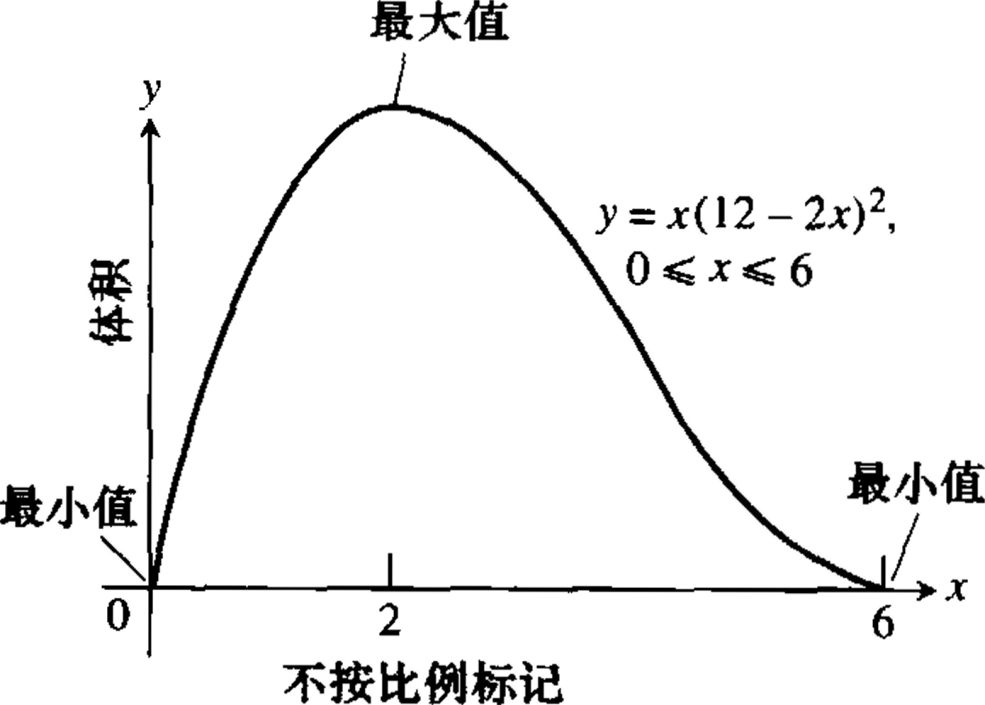 最大值
y
y = x(12 − 2x)²,
0 ⩽ x ⩽ 6
体积
最小值
最小值
0
2
6
x
不按比例标记